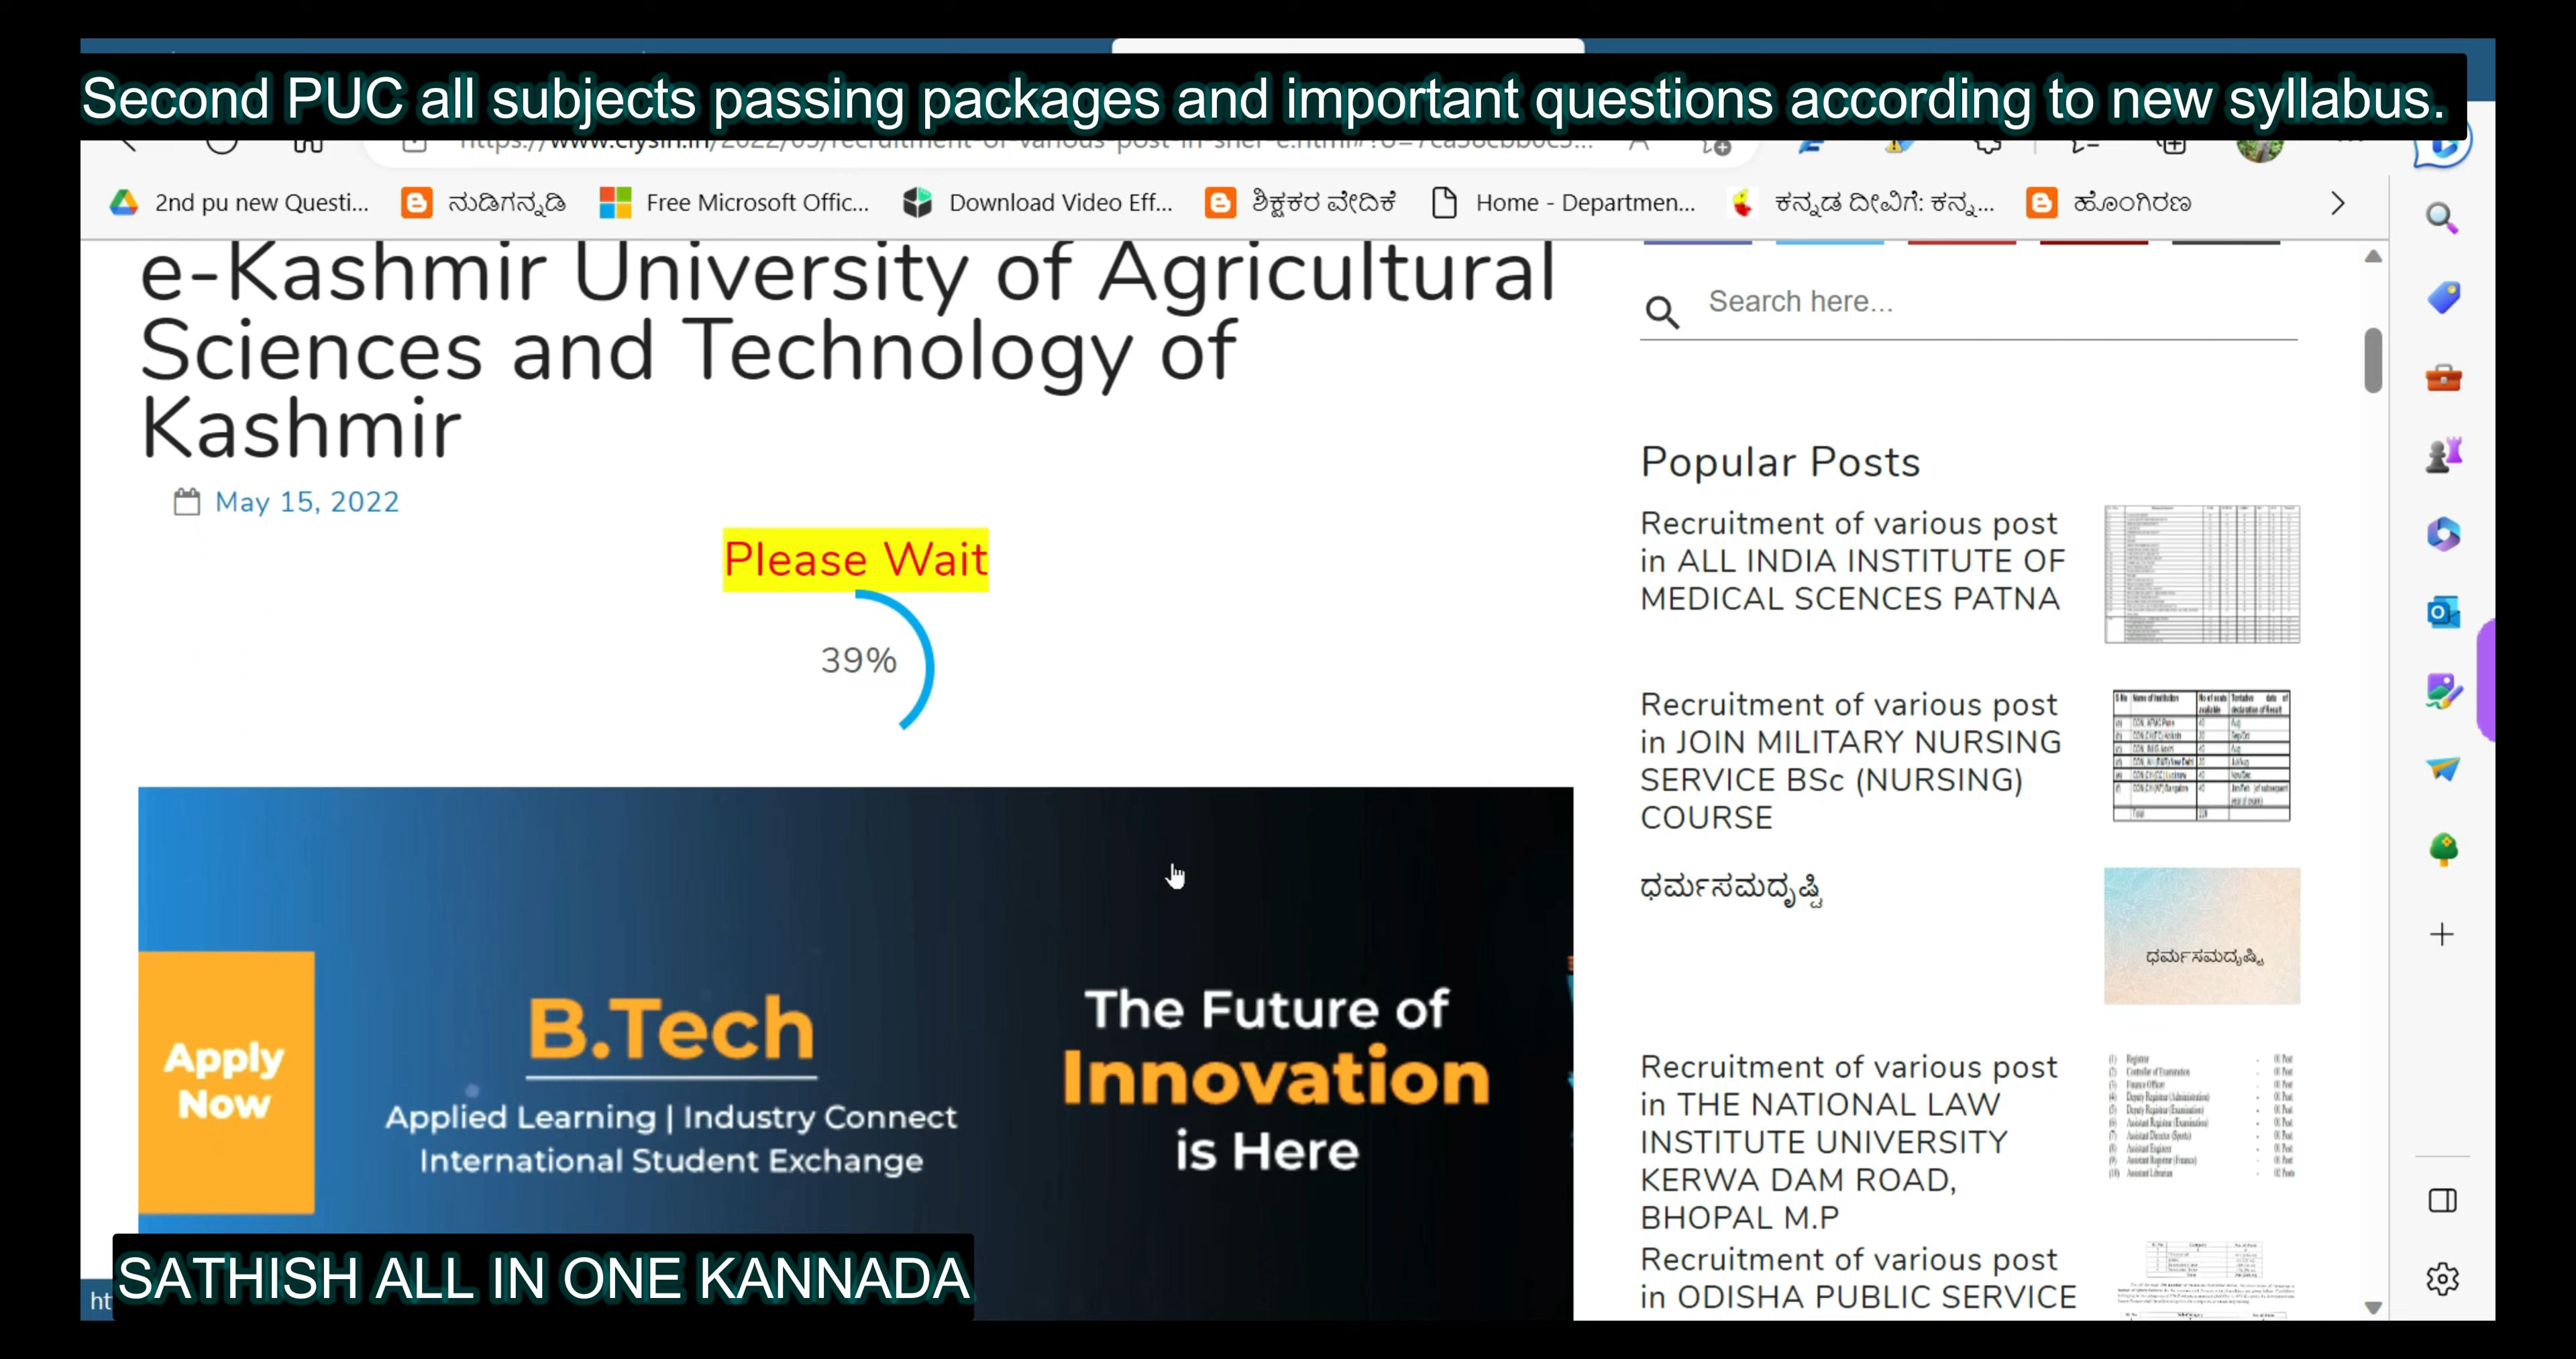 Second PUC all subjects passing packages and important questions according to new syllabus.
2nd pu new Questi...
ನುಡಿಗನ್ನಡಿ
Free Microsoft Offic...
Download Video Eff...
ಶಿಕ್ಷಕರ ವೇದಿಕೆ
Home - Departmen...
ಕನ್ನಡ ದೀವಿಗೆ: ಕನ್ನ...
ಹೊಂಗಿರಣ
e-Kashmir University of Agricultural
Sciences and Technology of
Kashmir
May 15, 2022
Please Wait
39%
Apply
Now
B.Tech
Applied Learning | Industry Connect
International Student Exchange
The Future of
Innovation
is Here
SATHISH ALL IN ONE KANNADA
Search here...
Popular Posts
Recruitment of various post
in ALL INDIA INSTITUTE OF
MEDICAL SCENCES PATNA
Recruitment of various post
in JOIN MILITARY NURSING
SERVICE BSc (NURSING)
COURSE
ಧರ್ಮಸಮದೃಷ್ಟಿ
ಧರ್ಮಸಮದೃಷ್ಟಿ
Recruitment of various post
in THE NATIONAL LAW
INSTITUTE UNIVERSITY
KERWA DAM ROAD,
BHOPAL M.P
Recruitment of various post
in ODISHA PUBLIC SERVICE